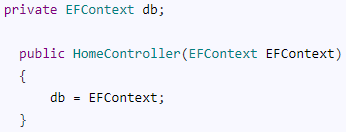 private EFContext db;
public HomeController(EFContext EFContext)
{
db = EFContext;
}